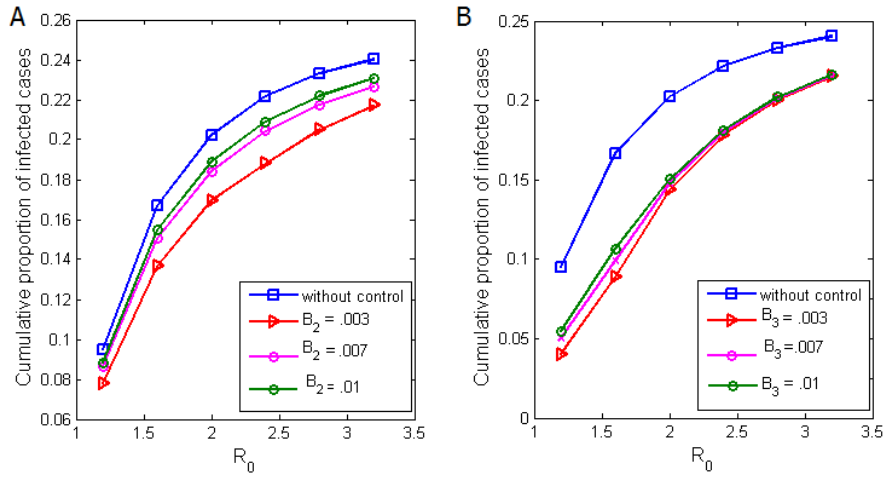 A
Cumulative proportion of infected cases
0.26
0.24
0.22
0.2
0.18
0.16
0.14
0.12
0.1
0.08
0.06
1
1.5
2
2.5
3
3.5
R0
without control
B2 = .003
B2 = .007
B2 = .01
B
Cumulative proportion of infected cases
0.25
0.2
0.15
0.1
0.05
0
1
1.5
2
2.5
3
3.5
R0
without control
B3 = .003
B3 =.007
B3 = .01